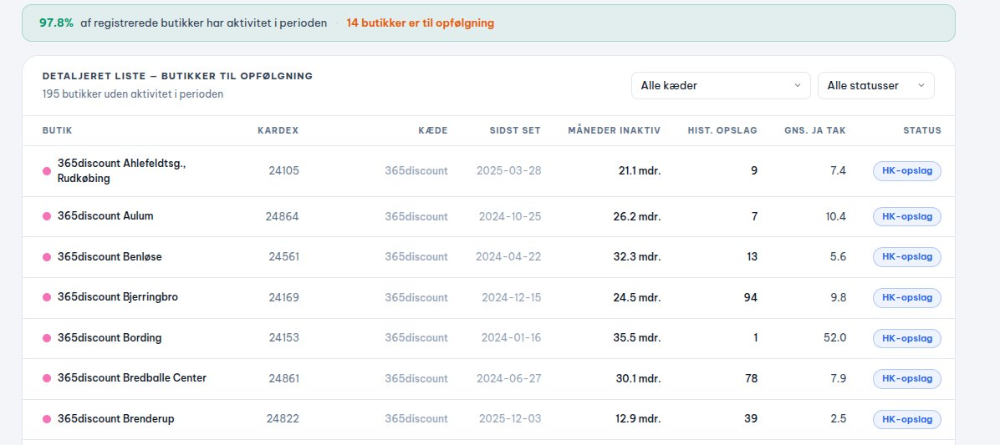 97.8% af registrerede butikker har aktivitet i perioden · 14 butikker er til opfølgning
DETALJERET LISTE – BUTIKKER TIL OPFØLGNING
195 butikker uden aktivitet i perioden
Alle kæder
Alle statusser
BUTIK KARDEX KÆDE SIDST SET MÅNEDER INAKTIV HIST. OPSLAG GNS. JA TAK STATUS
365discount Ahlefeldtsg.,
Rudkøbing 24105 365discount 2025-03-28 21.1 mdr. 9 7.4 HK-opslag
365discount Aulum 24864 365discount 2024-10-25 26.2 mdr. 7 10.4 HK-opslag
365discount Benløse 24561 365discount 2024-04-22 32.3 mdr. 13 5.6 HK-opslag
365discount Bjerringbro 24169 365discount 2024-12-15 24.5 mdr. 94 9.8 HK-opslag
365discount Bording 24153 365discount 2024-01-16 35.5 mdr. 1 52.0 HK-opslag
365discount Bredballe Center 24861 365discount 2024-06-27 30.1 mdr. 78 7.9 HK-opslag
365discount Brenderup 24822 365discount 2025-12-03 12.9 mdr. 39 2.5 HK-opslag